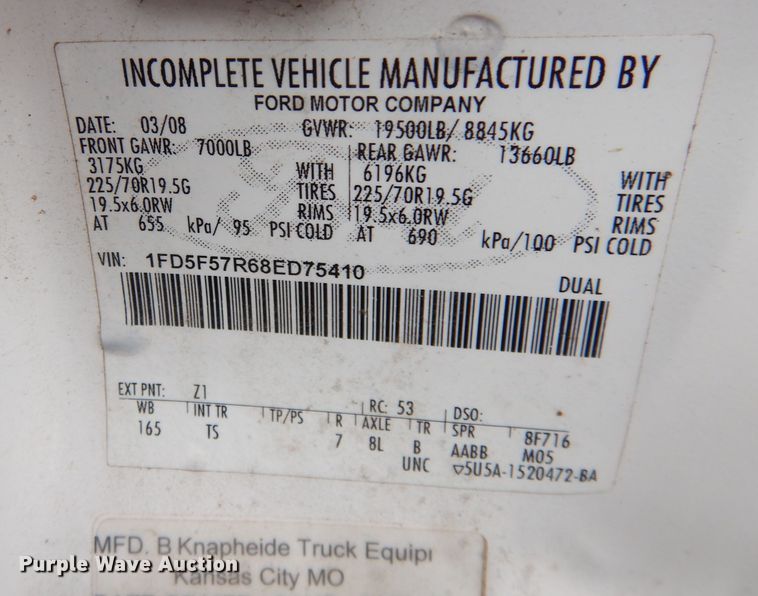 INCOMPLETE VEHICLE MANUFACTURED BY
FORD MOTOR COMPANY
DATE: 03/08 GVWR: 19500LB/ 8845KG
FRONT GAWR: 7000LB REAR GAWR: 13660LB
3175KG WITH 6196KG WITH
225/70R19.5G TIRES 225/70R19.5G TIRES
19.5x6.0RW RIMS 19.5x6.0RW RIMS
AT 655 kPa/ 95 PSI COLD AT 690 kPa/100 PSI COLD
VIN: 1FD5F57R68ED75410 DUAL
EXT PNT: Z1 RC: 53 DSO:
WB INT TR TP/PS R AXLE TR SPR 8F716
165 TS 7 8L B AABB M05
UNC ▽5U5A-1520472-BA
MFD. B Knapheide Truck Equipi
Kansas City MO
Purple Wave Auction